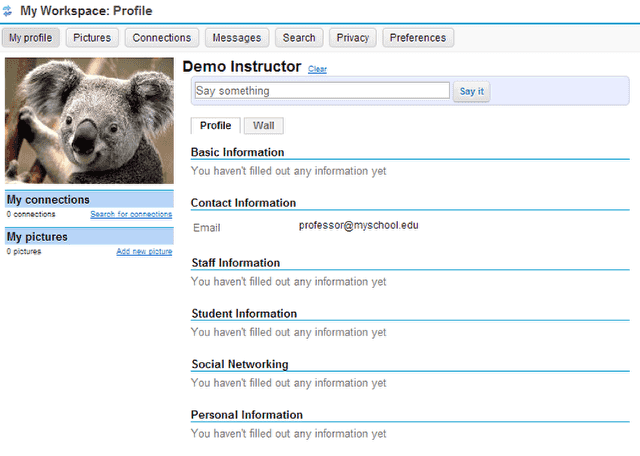 My Workspace: Profile
My profile Pictures Connections Messages Search Privacy Preferences
Demo Instructor Clear
Say something Say it
Profile Wall
Basic Information
You haven't filled out any information yet
My connections
0 connections Search for connections
My pictures
0 pictures Add new picture
Contact Information
Email professor@myschool.edu
Staff Information
You haven't filled out any information yet
Student Information
You haven't filled out any information yet
Social Networking
You haven't filled out any information yet
Personal Information
You haven't filled out any information yet